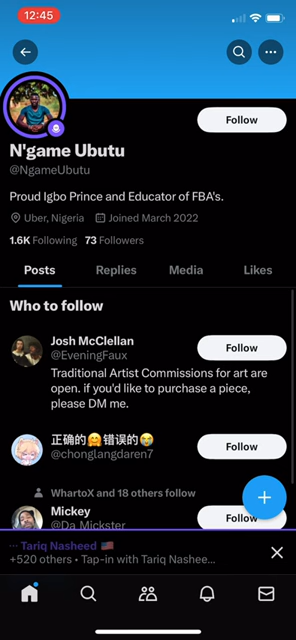 12:45
Follow
N'game Ubutu
@NgameUbutu
Proud Igbo Prince and Educator of FBA's.
Uber, Nigeria Joined March 2022
1.6K Following 73 Followers
Posts Replies Media Likes
Who to follow
Josh McClellan
@EveningFaux
Follow
Traditional Artist Commissions for art are
open. if you'd like to purchase a piece,
please DM me.
正确的🤗错误的😭
@chonglangdaren7
Follow
WhartoX and 18 others follow
Mickey
@Da_Mickster
Follow
Tariq Nasheed 🇺🇸
+520 others • Tap-in with Tariq Nashee...